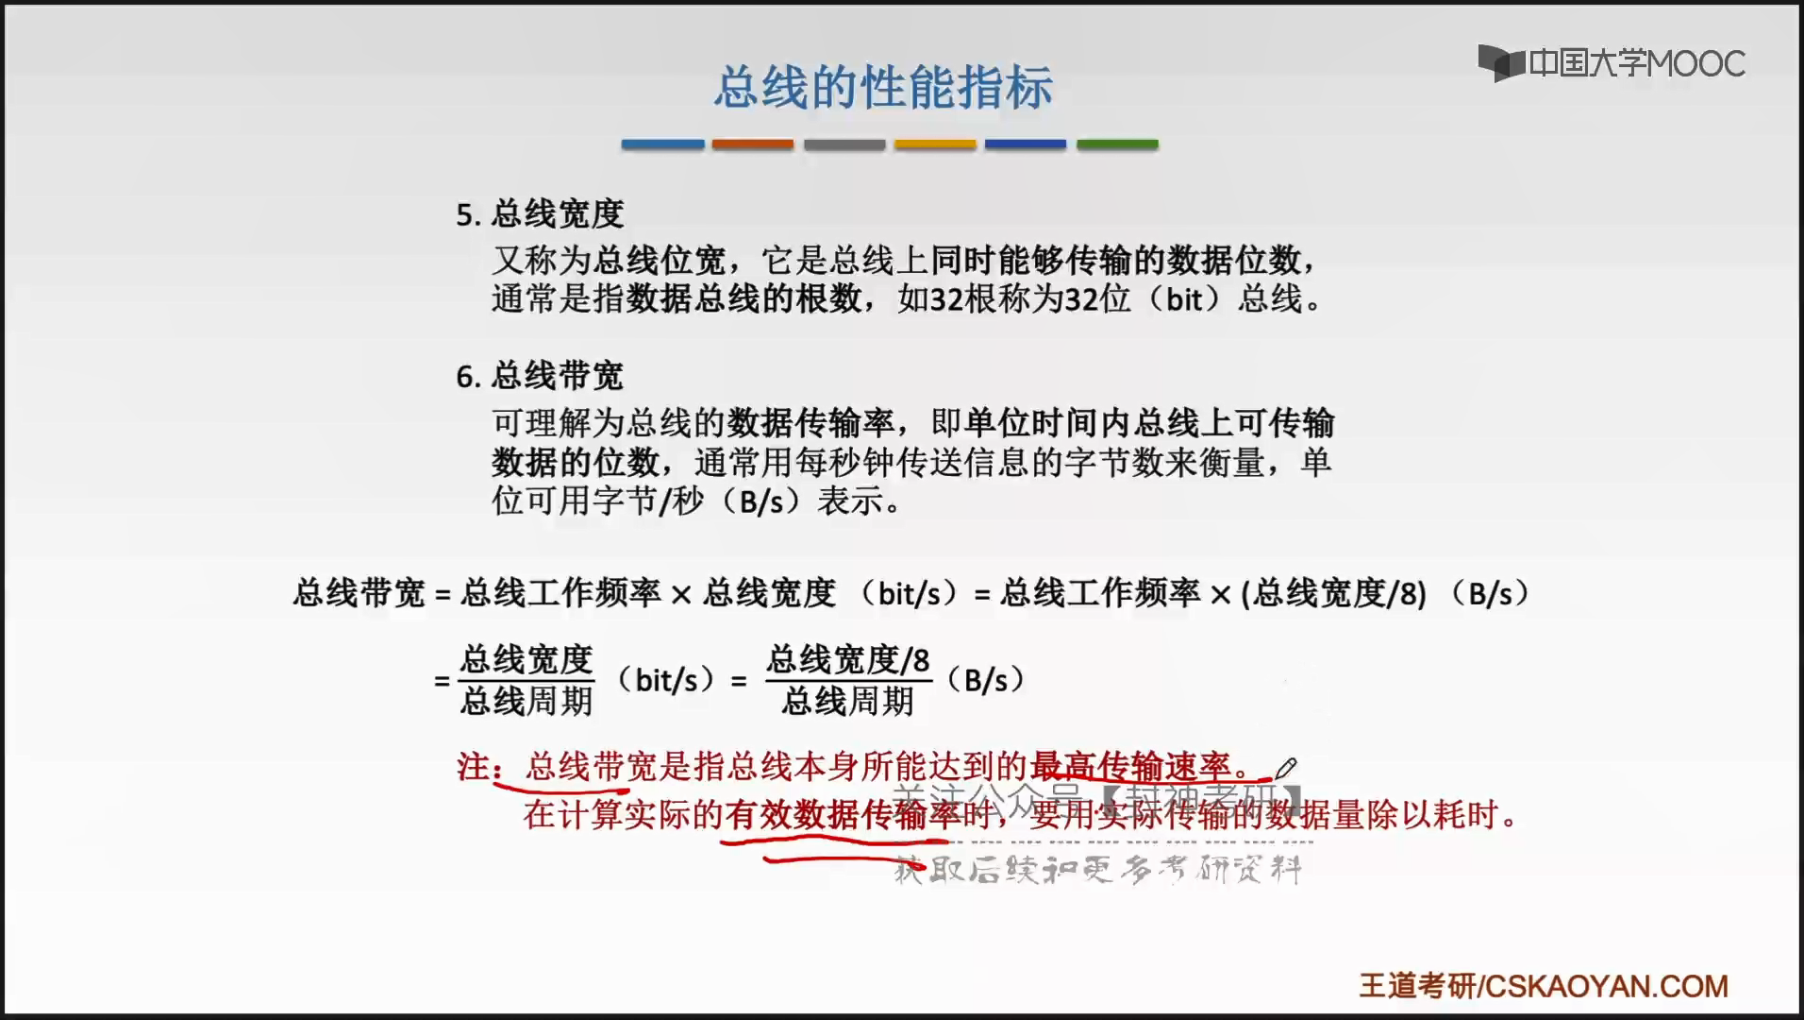 中国大学MOOC
总线的性能指标
5. 总线宽度
又称为总线位宽，它是总线上同时能够传输的数据位数，
通常是指数据总线的根数，如32根称为32位（bit）总线。
6. 总线带宽
可理解为总线的数据传输率，即单位时间内总线上可传输
数据的位数，通常用每秒钟传送信息的字节数来衡量，单
位可用字节/秒（B/s）表示。
总线带宽 = 总线工作频率 × 总线宽度 （bit/s）= 总线工作频率 × (总线宽度/8) （B/s）
= 总线宽度/总线周期 （bit/s）= 总线宽度/8/总线周期（B/s）
注：总线带宽是指总线本身所能达到的最高传输速率。
关注公众号【封神考研】
在计算实际的有效数据传输率时，要用实际传输的数据量除以耗时。
获取后续和更多考研资料
王道考研/CSKAOYAN.COM